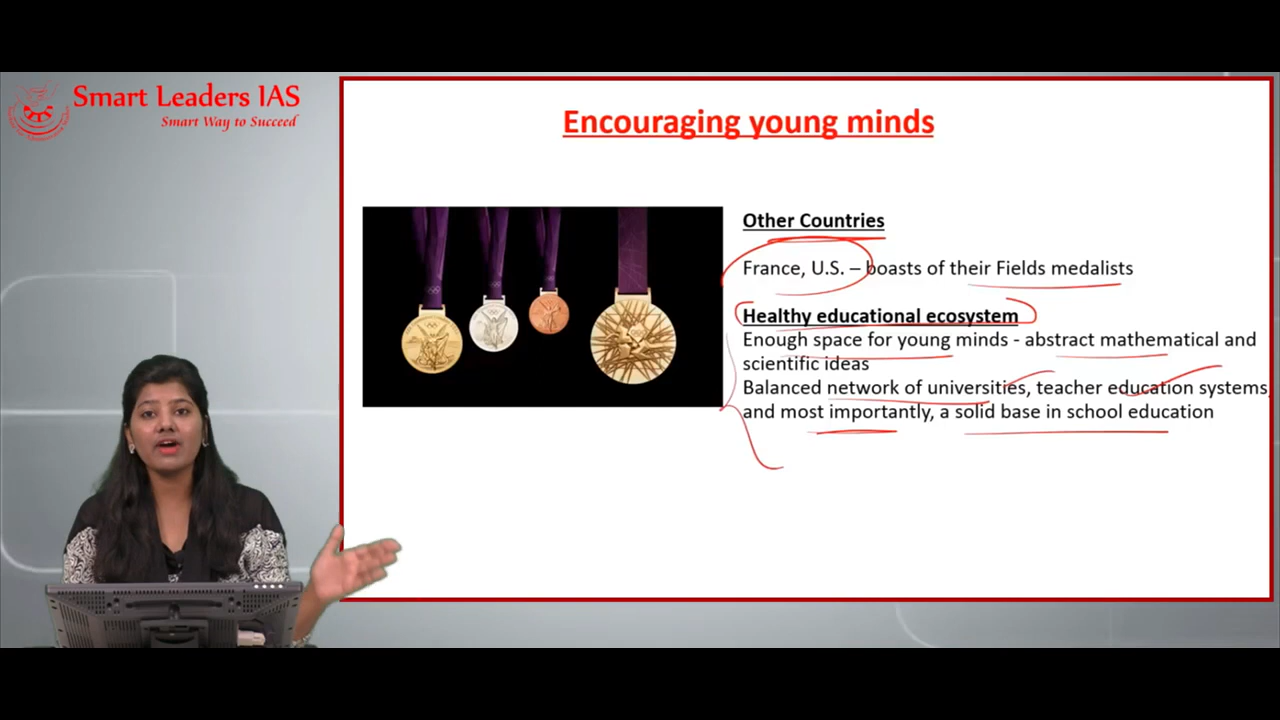 Smart Leaders IAS
Smart Way to Succeed
Encouraging young minds
Other Countries
France, U.S. – boasts of their Fields medalists
Healthy educational ecosystem
Enough space for young minds - abstract mathematical and
scientific ideas
Balanced network of universities, teacher education systems,
and most importantly, a solid base in school education